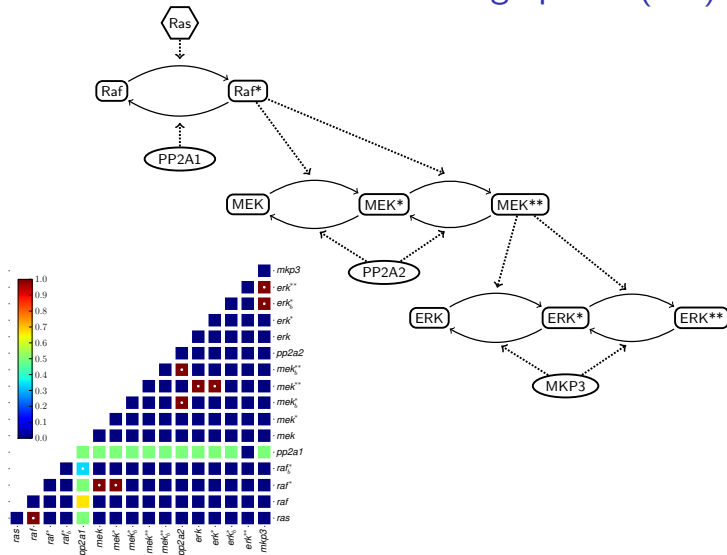 Ras
Raf
Raf*
PP2A1
MEK
MEK*
MEK**
PP2A2
ERK
ERK*
ERK**
MKP3
1.0
0.9
0.8
0.7
0.6
0.5
0.4
0.3
0.2
0.1
0.0
mkp3
erk**
erk*b
erk*
erk
pp2a2
mek**b
mek**
mek*b
mek*
mek
pp2a1
raf*b
raf*
raf
ras
ras raf raf* raf*b pp2a1 mek mek* mek*b mek** mek**b pp2a2 erk erk* erk*b erk** mkp3